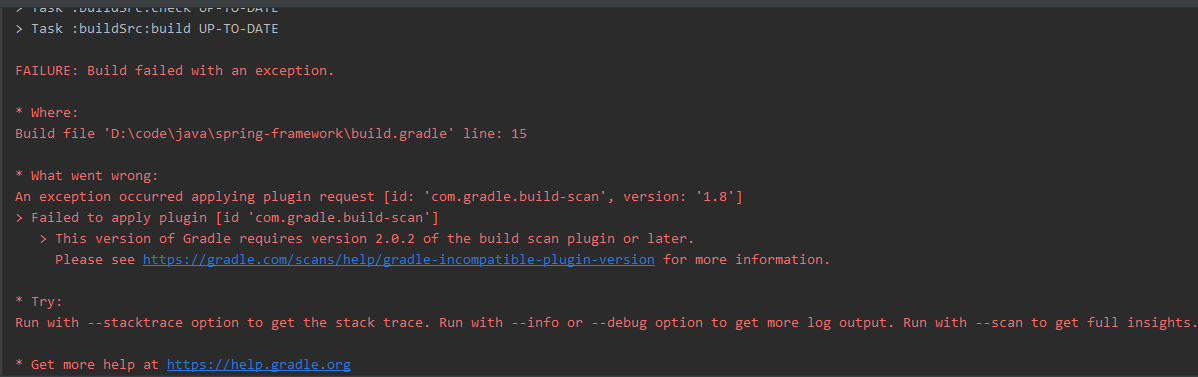 > Task :buildSrc:check UP-TO-DATE
> Task :buildSrc:build UP-TO-DATE
FAILURE: Build failed with an exception.
* Where:
Build file 'D:\code\java\spring-framework\build.gradle' line: 15
* What went wrong:
An exception occurred applying plugin request [id: 'com.gradle.build-scan', version: '1.8']
> Failed to apply plugin [id 'com.gradle.build-scan']
> This version of Gradle requires version 2.0.2 of the build scan plugin or later.
Please see https://gradle.com/scans/help/gradle-incompatible-plugin-version for more information.
* Try:
Run with --stacktrace option to get the stack trace. Run with --info or --debug option to get more log output. Run with --scan to get full insights.
* Get more help at https://help.gradle.org